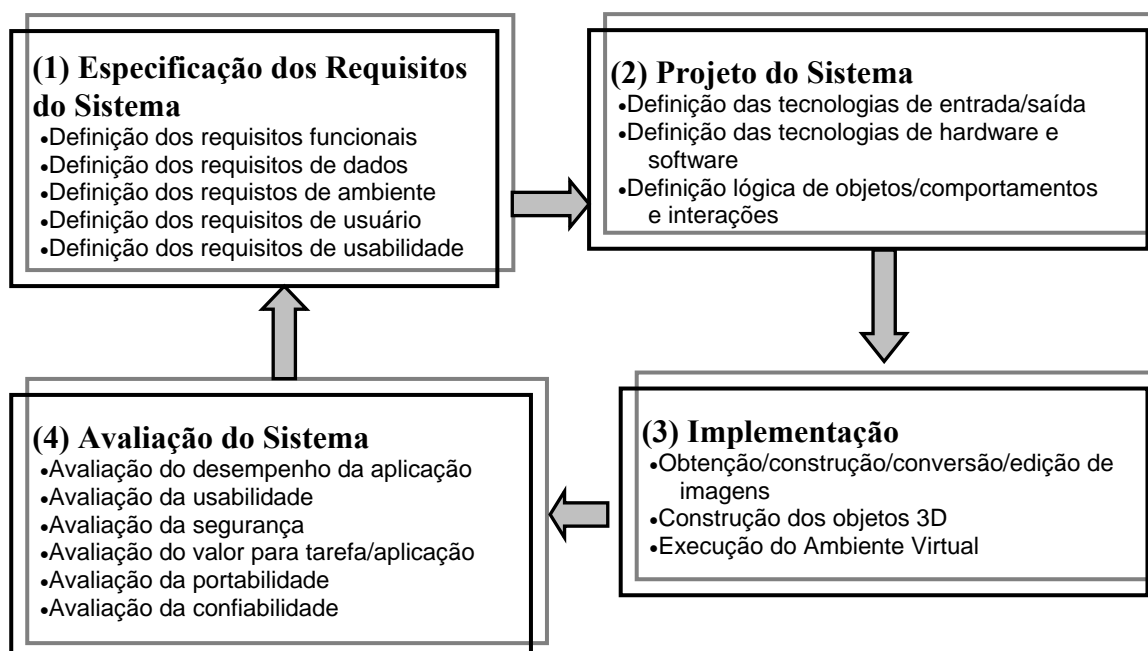 (1) Especificação dos Requisitos
do Sistema
•Definição dos requisitos funcionais
•Definição dos requisitos de dados
•Definição dos requistos de ambiente
•Definição dos requisitos de usuário
•Definição dos requisitos de usabilidade
(2) Projeto do Sistema
•Definição das tecnologias de entrada/saída
•Definição das tecnologias de hardware e
software
•Definição lógica de objetos/comportamentos
e interações
(3) Implementação
•Obtenção/construção/conversão/edição de
imagens
•Construção dos objetos 3D
•Execução do Ambiente Virtual
(4) Avaliação do Sistema
•Avaliação do desempenho da aplicação
•Avaliação da usabilidade
•Avaliação da segurança
•Avaliação do valor para tarefa/aplicação
•Avaliação da portabilidade
•Avaliação da confiabilidade